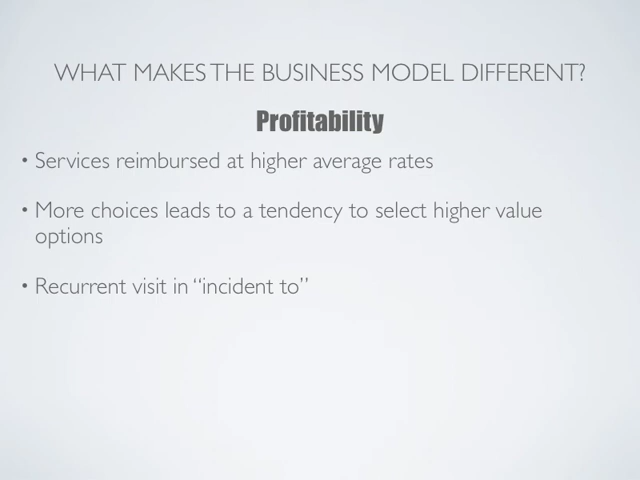 WHAT MAKES THE BUSINESS MODEL DIFFERENT?
Profitability
• Services reimbursed at higher average rates
• More choices leads to a tendency to select higher value
options
• Recurrent visit in “incident to”